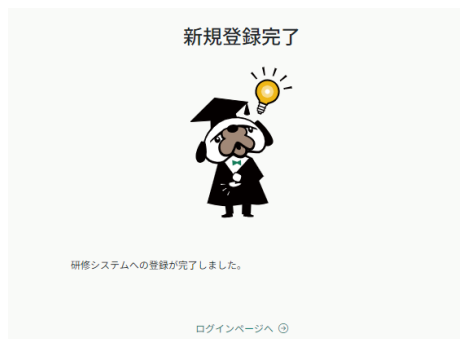 新規登録完了
研修システムへの登録が完了しました。
ログインページへ